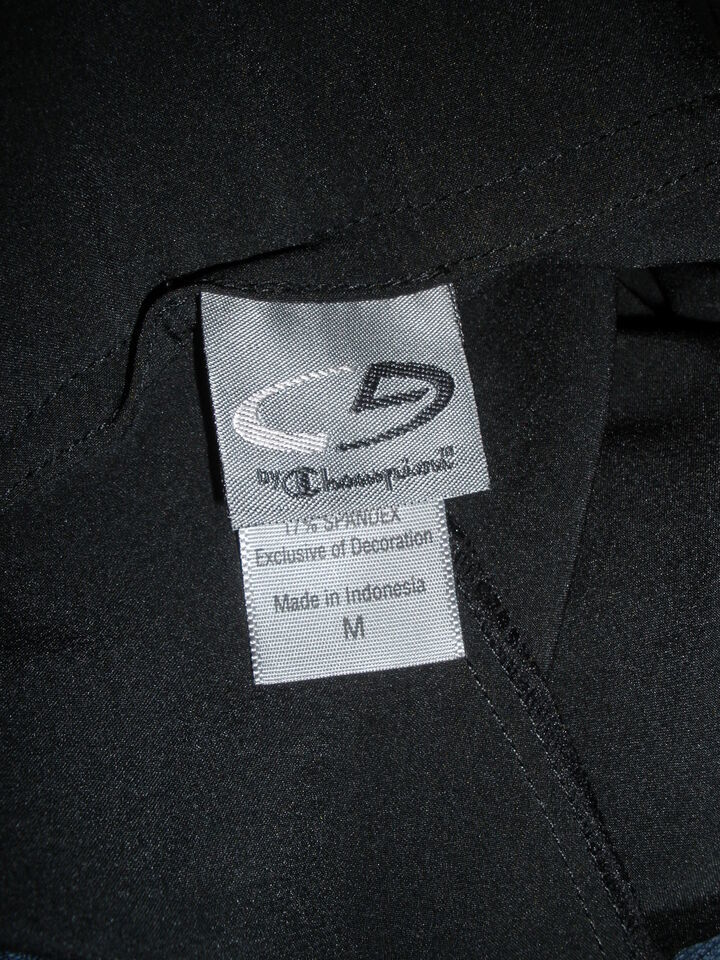 by Champion®
17% SPANDEX
Exclusive of Decoration
Made in Indonesia
M